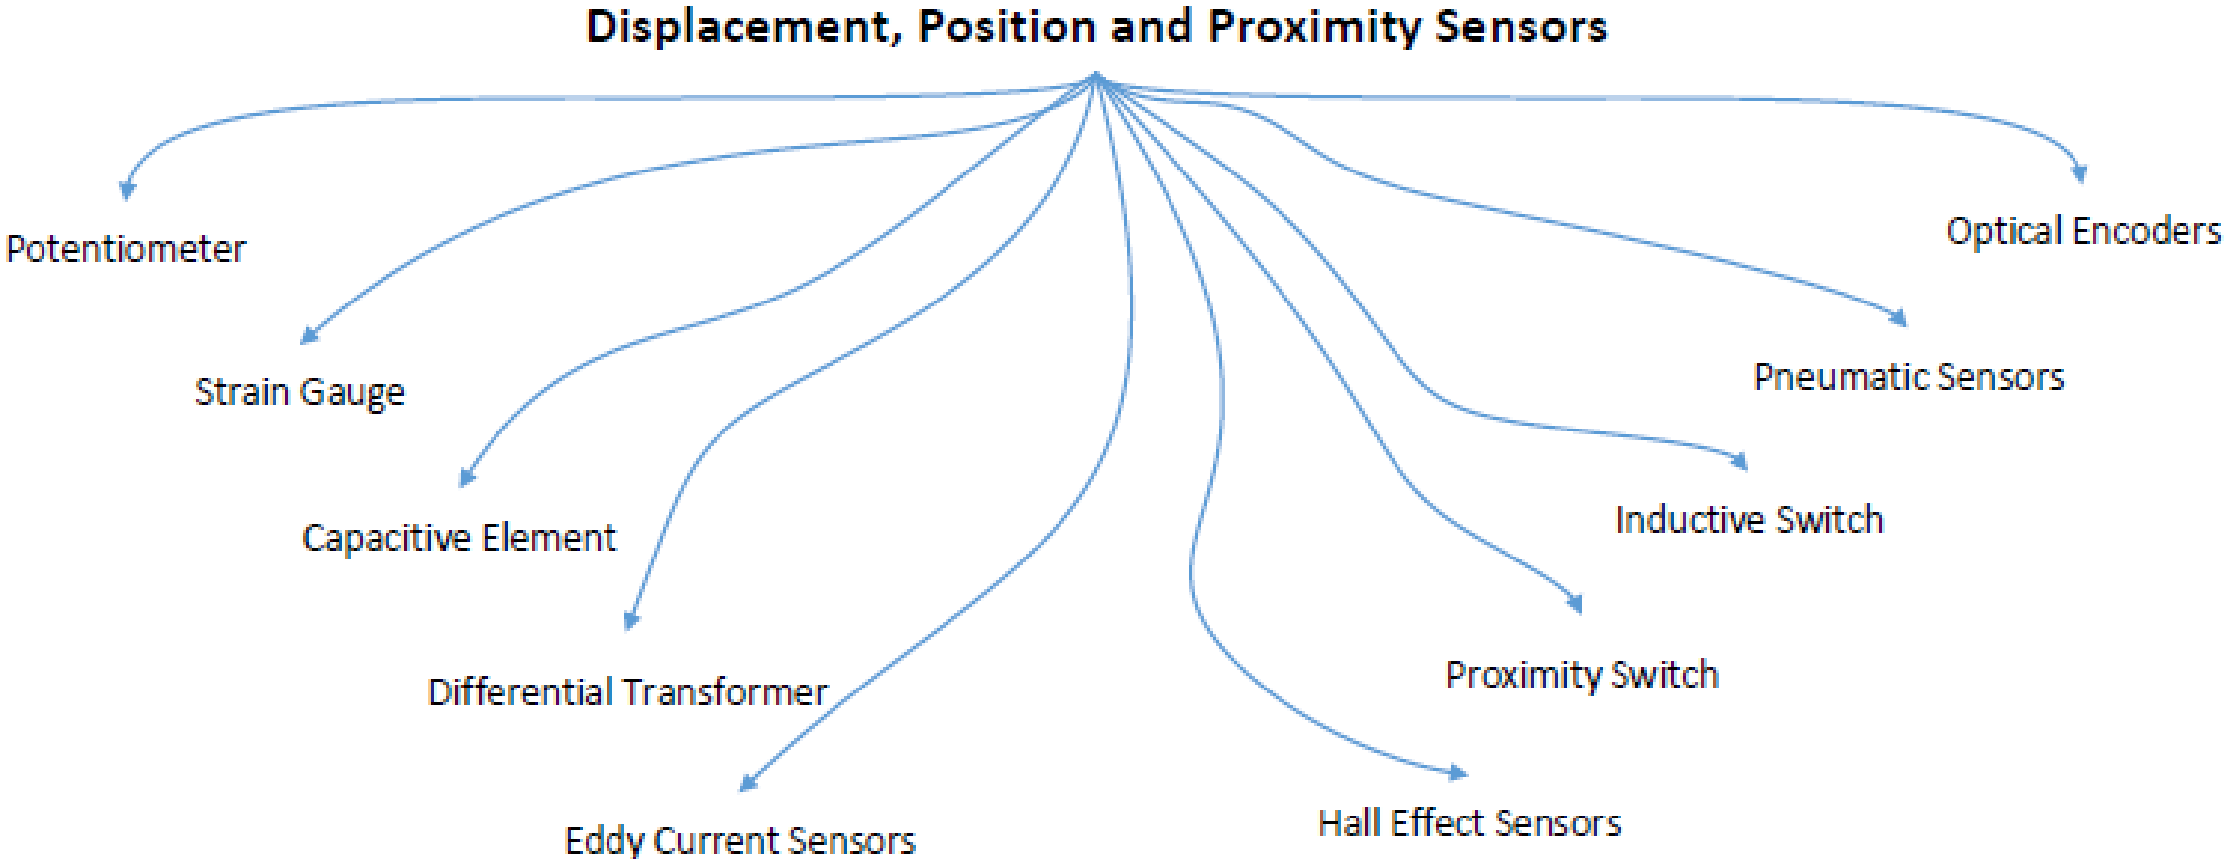 Displacement, Position and Proximity Sensors
Optical Encoders
Potentiometer
Pneumatic Sensors
Strain Gauge
Inductive Switch
Capacitive Element
Proximity Switch
Differential Transformer
Hall Effect Sensors
Eddy Current Sensors